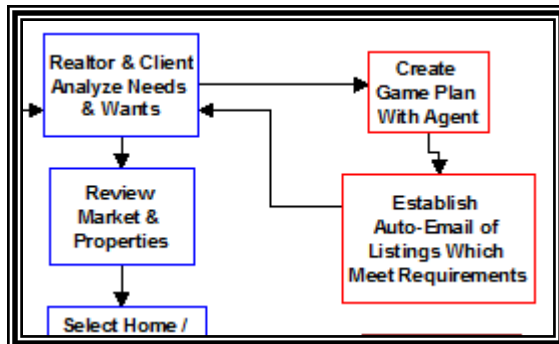 Realtor & Client
Analyze Needs
& Wants
Create
Game Plan
With Agent
Review
Market &
Properties
Establish
Auto-Email of
Listings Which
Meet Requirements
Select Home /